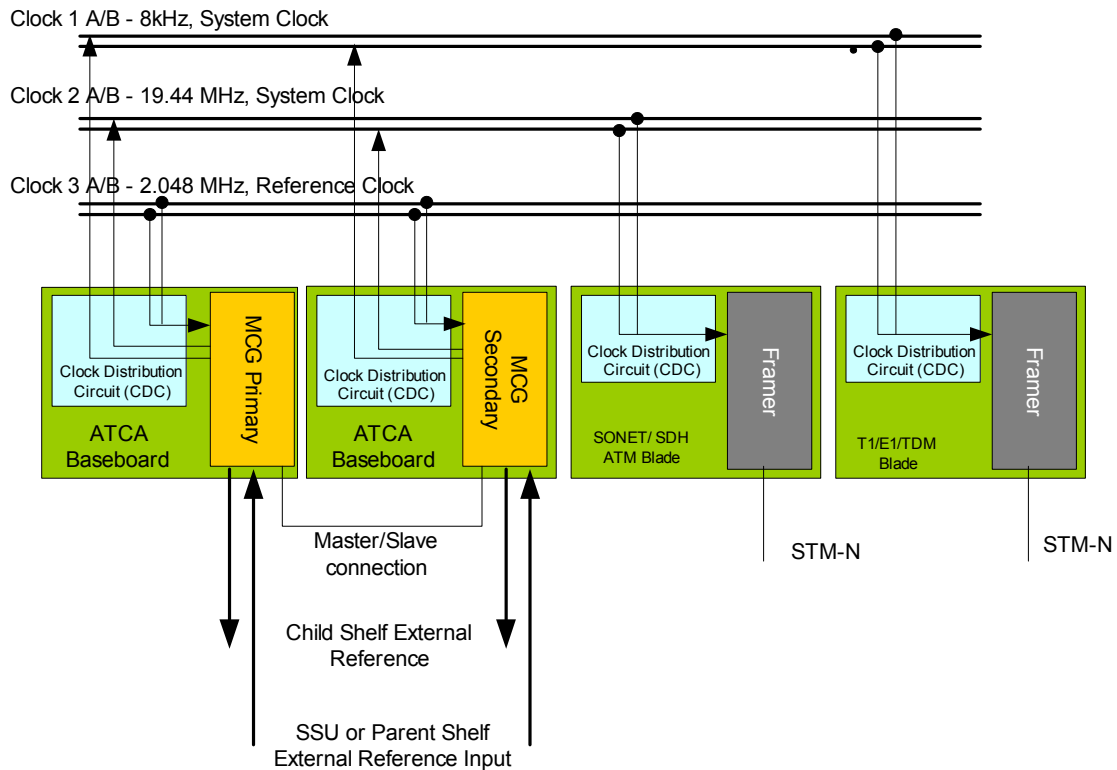 Clock 1 A/B - 8kHz, System Clock
Clock 2 A/B - 19.44 MHz, System Clock
Clock 3 A/B - 2.048 MHz, Reference Clock
Clock Distribution
Circuit (CDC)
ATCA
Baseboard
MCG Primary
Clock Distribution
Circuit (CDC)
ATCA
Baseboard
MCG
Secondary
Clock Distribution
Circuit (CDC)
SONET/ SDH
ATM Blade
Framer
Clock Distribution
Circuit (CDC)
T1/E1/TDM
Blade
Framer
Master/Slave
connection
STM-N
STM-N
Child Shelf External
Reference
SSU or Parent Shelf
External Reference Input